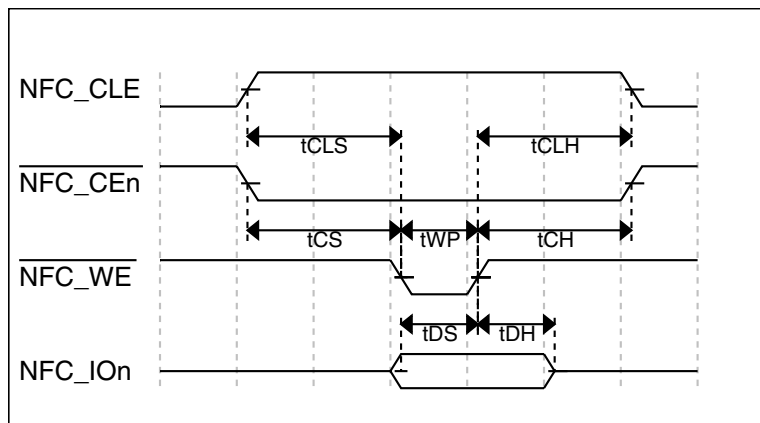 NFC_CLE
tCLS
tCLH
NFC_CEn
tCS
tWP
tCH
NFC_WE
tDS
tDH
NFC_IOn